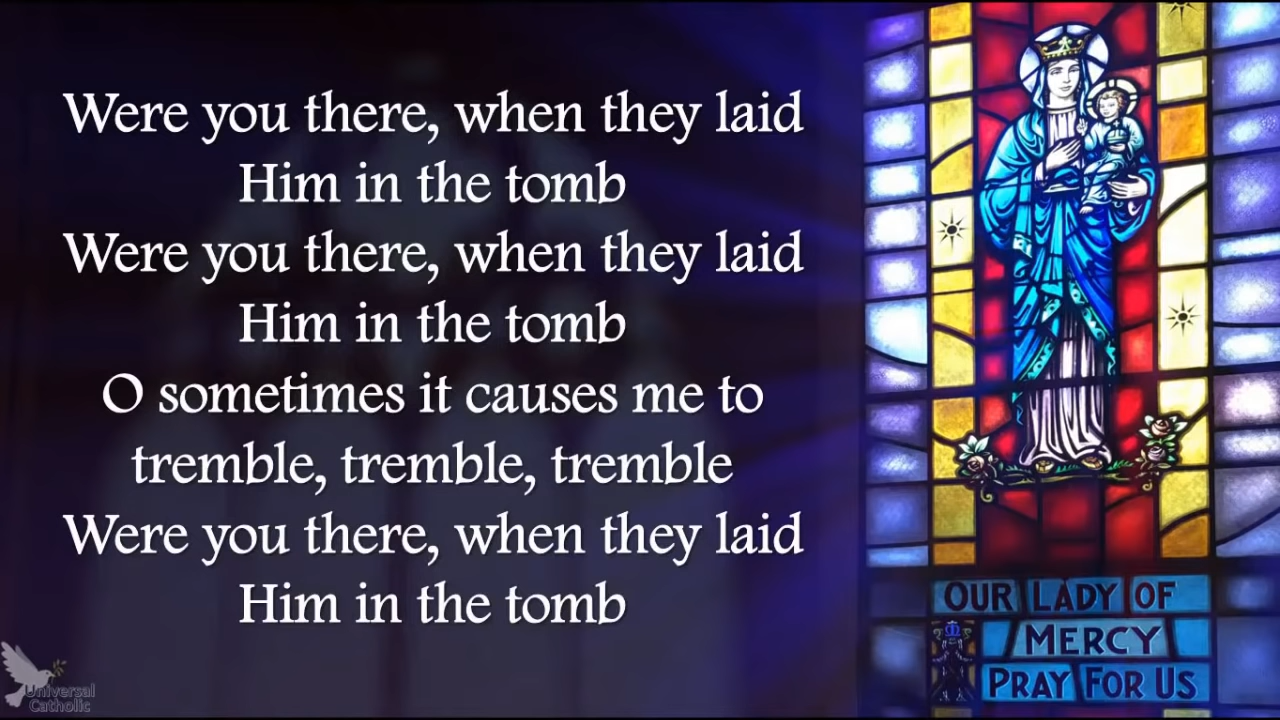 Were you there, when they laid
Him in the tomb
Were you there, when they laid
Him in the tomb
O sometimes it causes me to
tremble, tremble, tremble
Were you there, when they laid
Him in the tomb
OUR LADY OF
MERCY
PRAY FOR US
Universal
Catholic